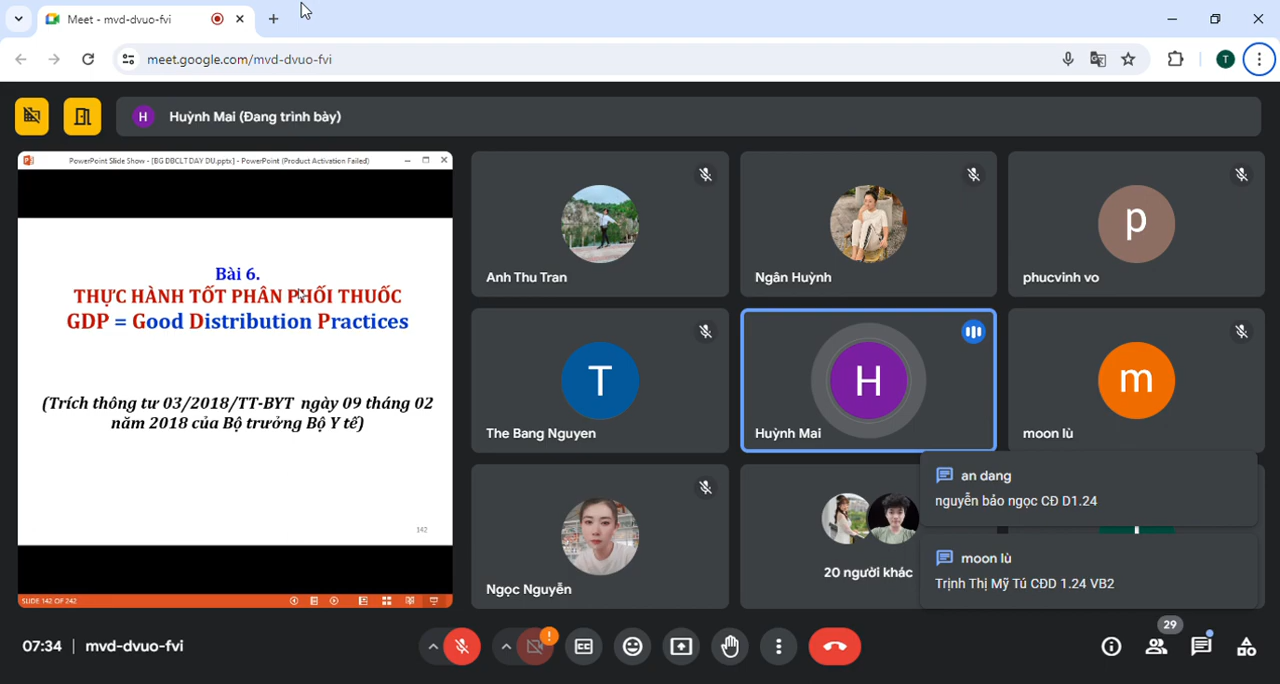 Meet - mvd-dvuo-fvi
meet.google.com/mvd-dvuo-fvi
T
H
Huỳnh Mai (Đang trình bày)
PowerPoint Slide Show - [BG DBCLT DAY DU.pptx] - PowerPoint (Product Activation Failed)
Bài 6.
THỰC HÀNH TỐT PHÂN PHỐI THUỐC
GDP = Good Distribution Practices
(Trích thông tư 03/2018/TT-BYT ngày 09 tháng 02
năm 2018 của Bộ trưởng Bộ Y tế)
142
SLIDE 142 OF 242
Anh Thu Tran
Ngân Huỳnh
p
phucvinh vo
T
The Bang Nguyen
H
Huỳnh Mai
m
moon lù
Ngọc Nguyễn
20 người khác
an dang
nguyễn bảo ngọc CĐ D1.24
moon lù
Trịnh Thị Mỹ Tú CĐD 1.24 VB2
07:34 | mvd-dvuo-fvi
29